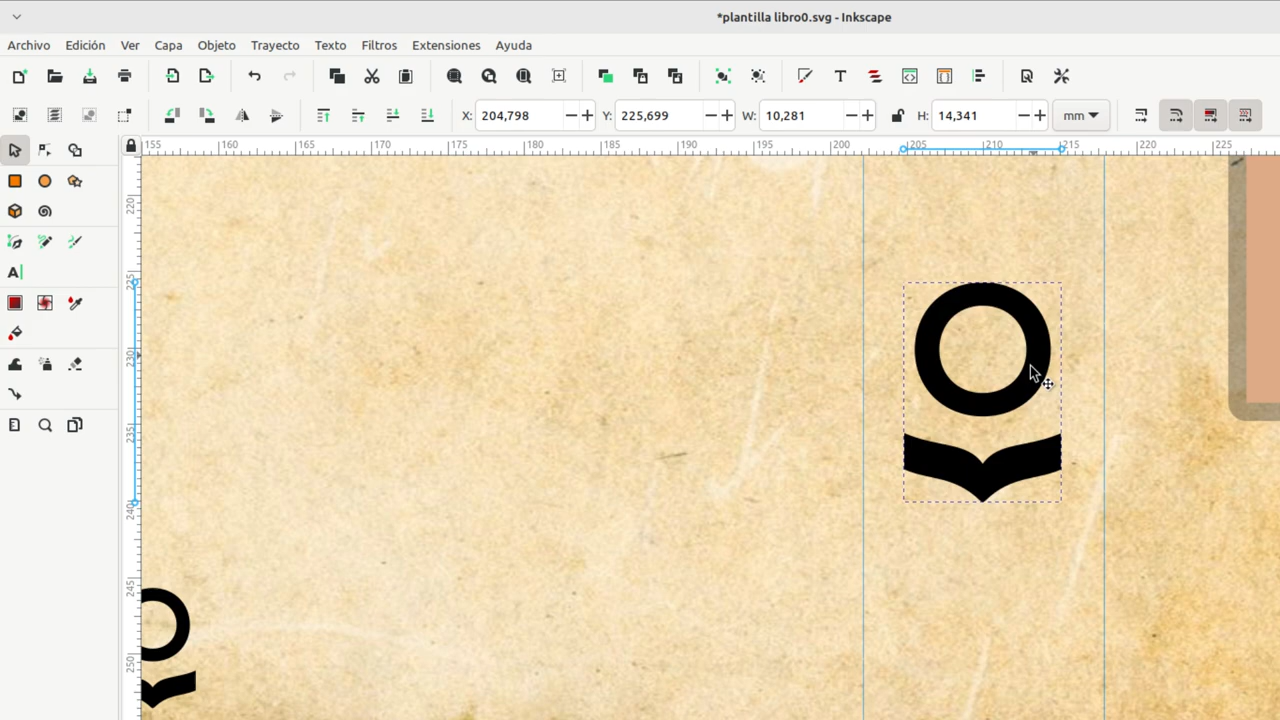 *plantilla libro0.svg - Inkscape
Archivo Edición Ver Capa Objeto Trayecto Texto Filtros Extensiones Ayuda
X: 204,798 Y: 225,699 W: 10,281 H: 14,341 mm
155 160 165 170 175 180 185 190 195 200 205 210 215 220 225
220
225
230
235
240
245
250